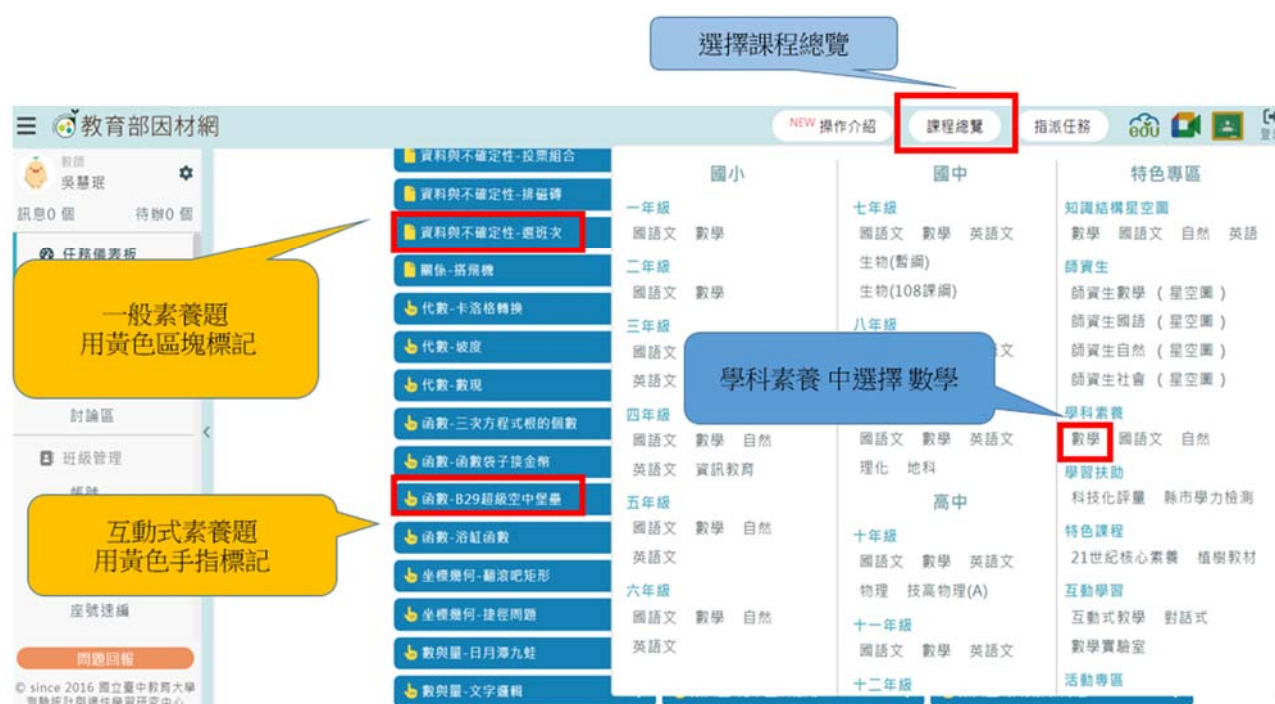 選擇課程總覽
教育部因材網
NEW 操作介紹
課程總覽
指派任務
edu
教師
吳慧珉
訊息0 個
待辦0 個
任務儀表板
一般素養題
用黃色區塊標記
討論區
班級管理
互動式素養題
用黃色手指標記
座號速編
問題回報
© since 2016 國立臺中教育大學
測驗統計與適性學習研究中心
資料與不確定性-投票組合
資料與不確定性-排磁磚
資料與不確定性-選班次
關係-搭飛機
代數-卡洛格轉換
代數-坡度
代數-數現
函數-三次方程式根的個數
函數-函數袋子接金幣
函數-B29超級空中堡壘
函數-浴缸函數
坐標幾何-翻滾吧矩形
坐標幾何-捷徑問題
數與量-日月潭九蛙
數與量-文字邏輯
國小
一年級
國語文 數學
二年級
國語文 數學
三年級
國語文
英語文
四年級
國語文 數學 自然
英語文 資訊教育
五年級
國語文 數學 自然
英語文
六年級
國語文 數學 自然
英語文
國中
七年級
國語文 數學 英語文
生物(暫綱)
生物(108課綱)
八年級
學科素養 中選擇 數學
國語文 數學 英語文
理化 地科
高中
十年級
國語文 數學 英語文
物理 技高物理(A)
十一年級
國語文 數學 英語文
十二年級
特色專區
知識結構星空圖
數學 國語文 自然 英語
師資生
師資生數學 ( 星空圖 )
師資生國語 ( 星空圖 )
師資生自然 ( 星空圖 )
師資生社會 ( 星空圖 )
學科素養
數學 國語文 自然
學習扶助
科技化評量 縣市學力檢測
特色課程
21世紀核心素養 植樹教材
互動學習
互動式教學 對話式
數學實驗室
活動專區